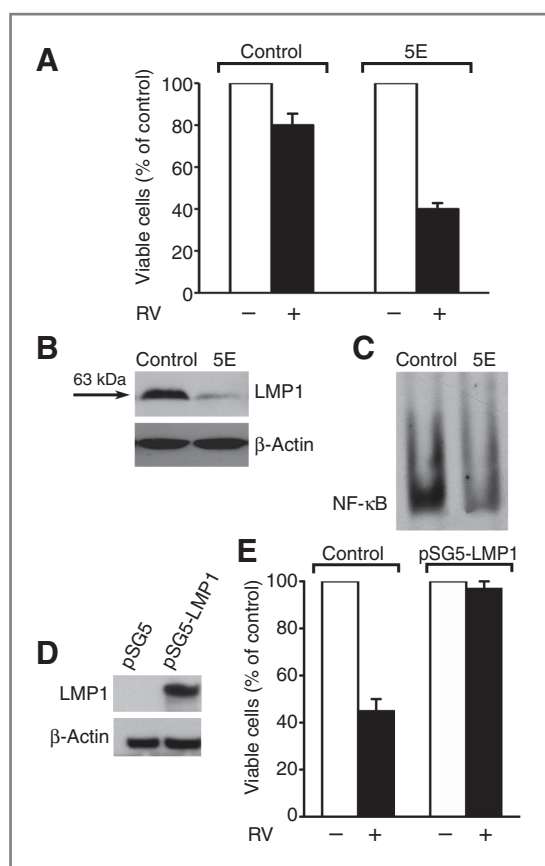 A
Control 5E
Viable cells (% of control)
100
80
60
40
20
0
RV − + − +
B
Control 5E
63 kDa
LMP1
β-Actin
C
Control 5E
NF-κB
D
pSG5 pSG5-LMP1
LMP1
β-Actin
E
Control pSG5-LMP1
Viable cells (% of control)
100
80
60
40
20
0
RV − + − +